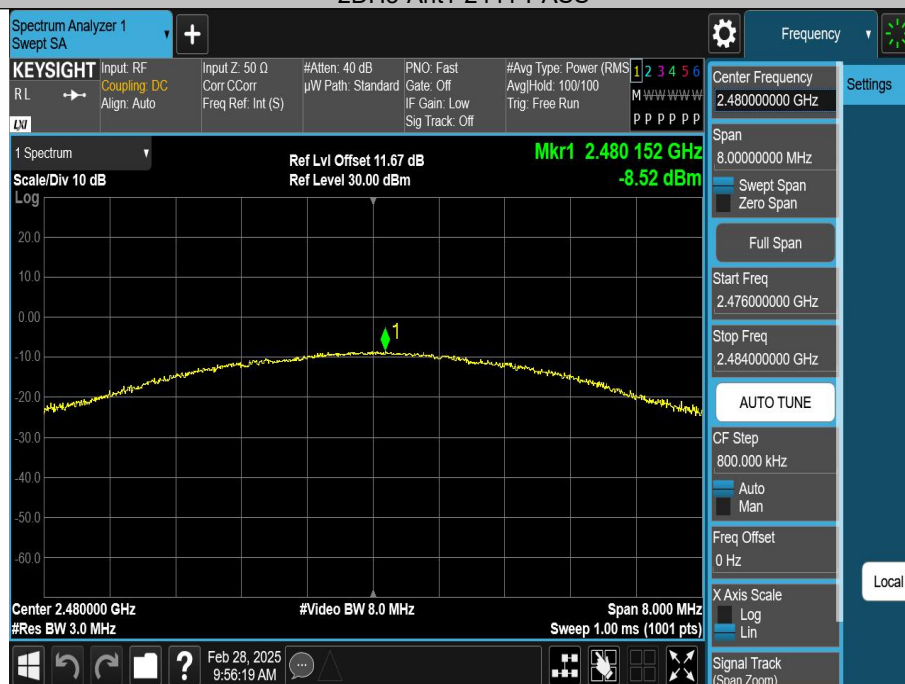 Spectrum Analyzer 1
Swept SA
Frequency
KEYSIGHT
RL
LXI
Input: RF
Coupling: DC
Align: Auto
Input Z: 50 Ω
Corr CCorr
Freq Ref: Int (S)
#Atten: 40 dB
µW Path: Standard
PNO: Fast
Gate: Off
IF Gain: Low
Sig Track: Off
#Avg Type: Power (RMS
Avg|Hold: 100/100
Trig: Free Run
1 2 3 4 5 6
M W W W W W
P P P P P P
Center Frequency
2.480000000 GHz
Settings
1 Spectrum
Scale/Div 10 dB
Log
Ref Lvl Offset 11.67 dB
Ref Level 30.00 dBm
Mkr1 2.480 152 GHz
-8.52 dBm
Span
8.00000000 MHz
Swept Span
Zero Span
Full Span
Start Freq
2.476000000 GHz
Stop Freq
2.484000000 GHz
AUTO TUNE
CF Step
800.000 kHz
Auto
Man
Freq Offset
0 Hz
X Axis Scale
Log
Lin
Signal Track
(Span Zoom)
Local
20.0
10.0
0.00
-10.0
-20.0
-30.0
-40.0
-50.0
-60.0
1
Center 2.480000 GHz
#Res BW 3.0 MHz
#Video BW 8.0 MHz
Span 8.000 MHz
Sweep 1.00 ms (1001 pts)
?
Feb 28, 2025
9:56:19 AM